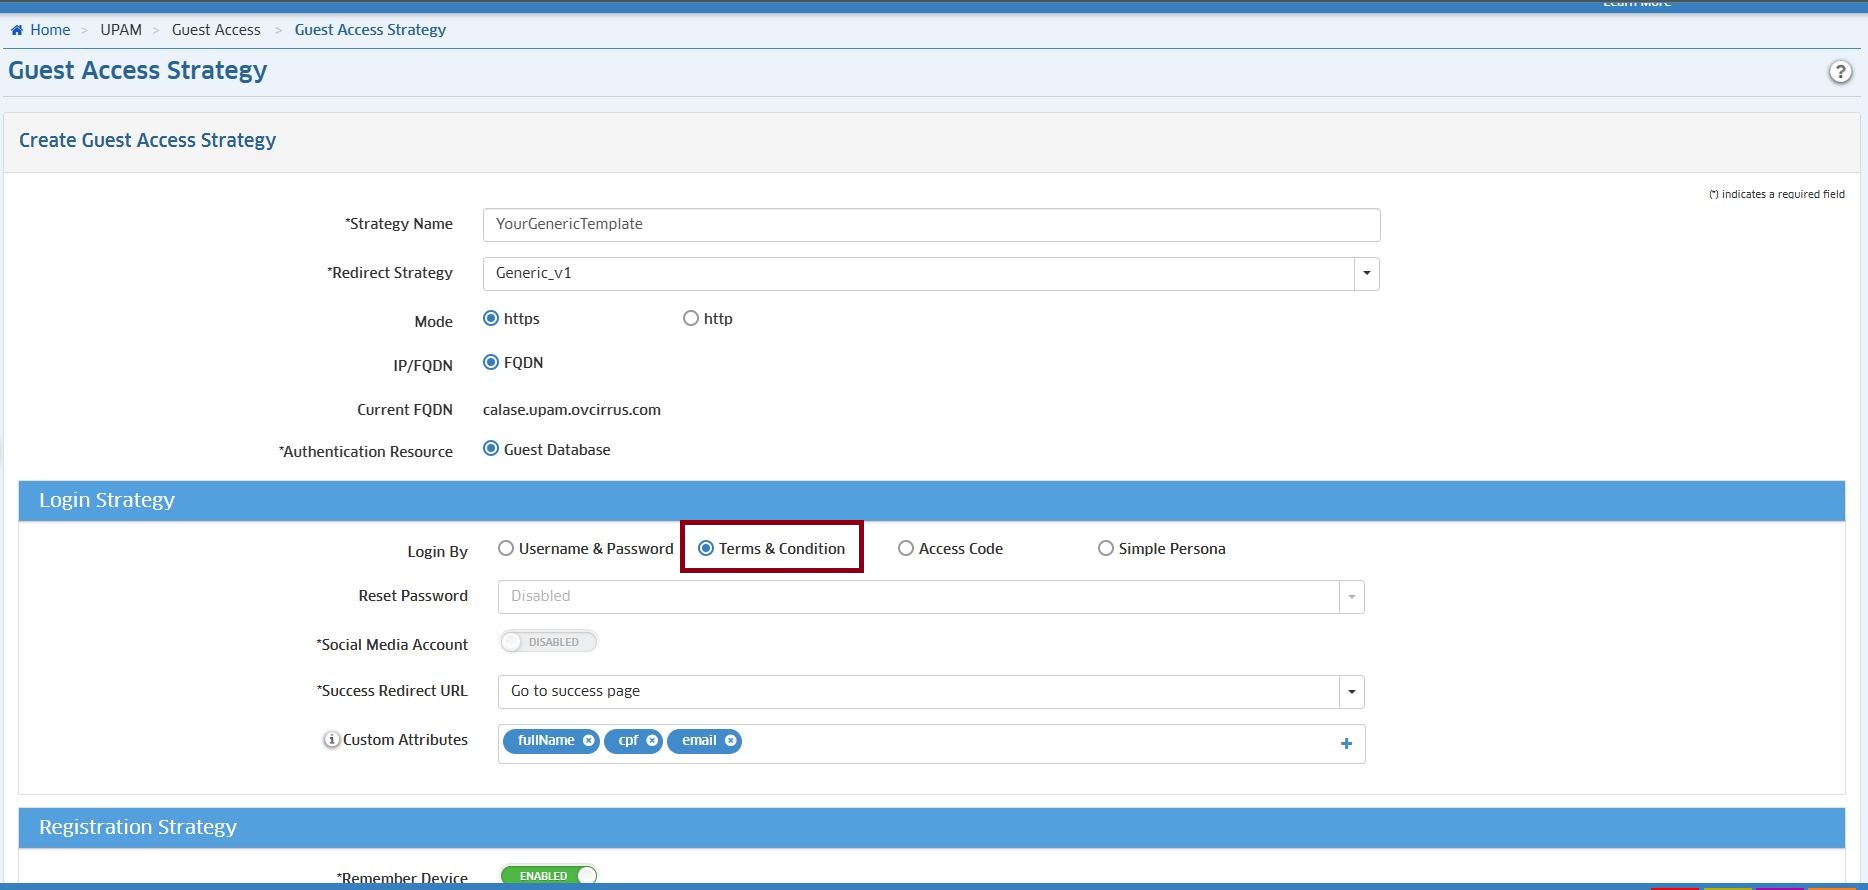 Learn More
Home > UPAM > Guest Access > Guest Access Strategy
Guest Access Strategy
?
Create Guest Access Strategy
(*) indicates a required field
*Strategy Name YourGenericTemplate
*Redirect Strategy Generic_v1
Mode https http
IP/FQDN FQDN
Current FQDN calase.upam.ovcirrus.com
*Authentication Resource Guest Database
Login Strategy
Login By Username & Password Terms & Condition Access Code Simple Persona
Reset Password Disabled
*Social Media Account DISABLED
*Success Redirect URL Go to success page
Custom Attributes fullName cpf email +
Registration Strategy
*Remember Device ENABLED